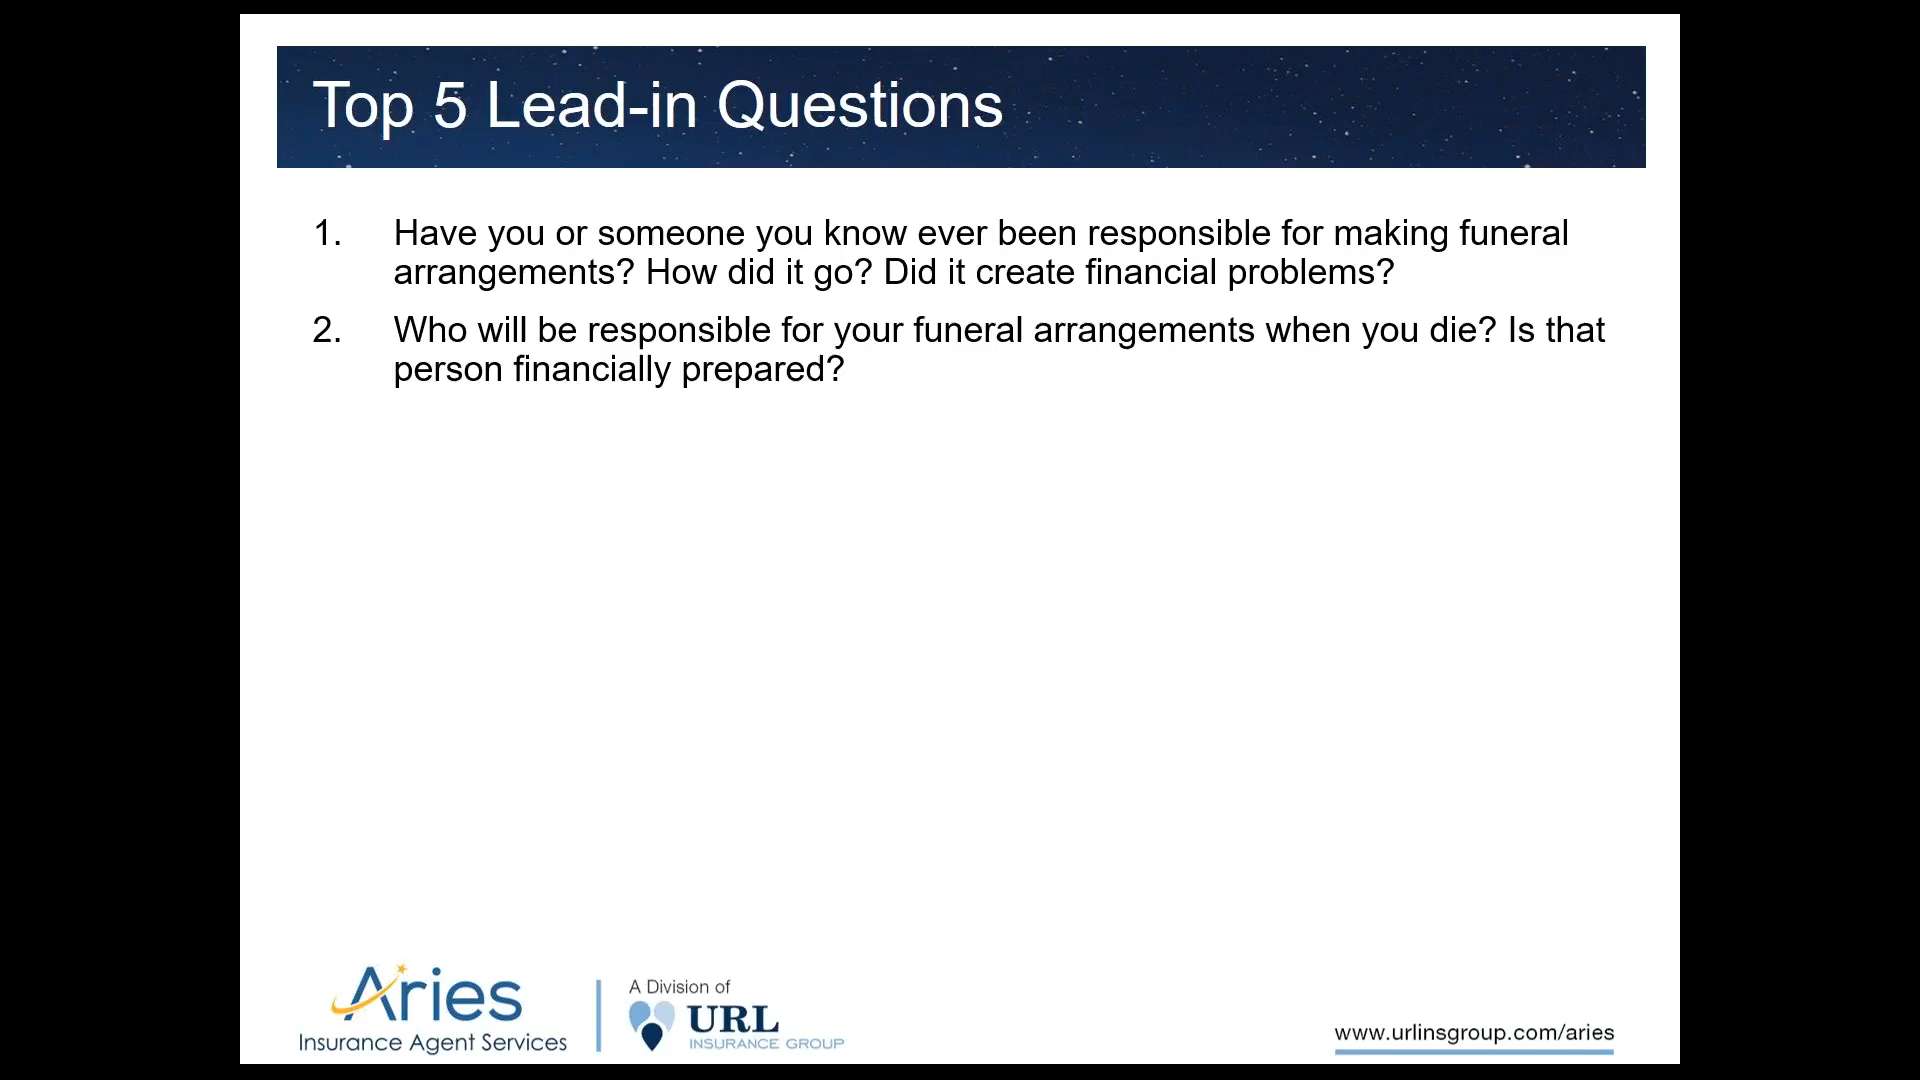 Top 5 Lead-in Questions
1. Have you or someone you know ever been responsible for making funeral
arrangements? How did it go? Did it create financial problems?
2. Who will be responsible for your funeral arrangements when you die? Is that
person financially prepared?
Aries
Insurance Agent Services
A Division of
URL
INSURANCE GROUP
www.urlinsgroup.com/aries